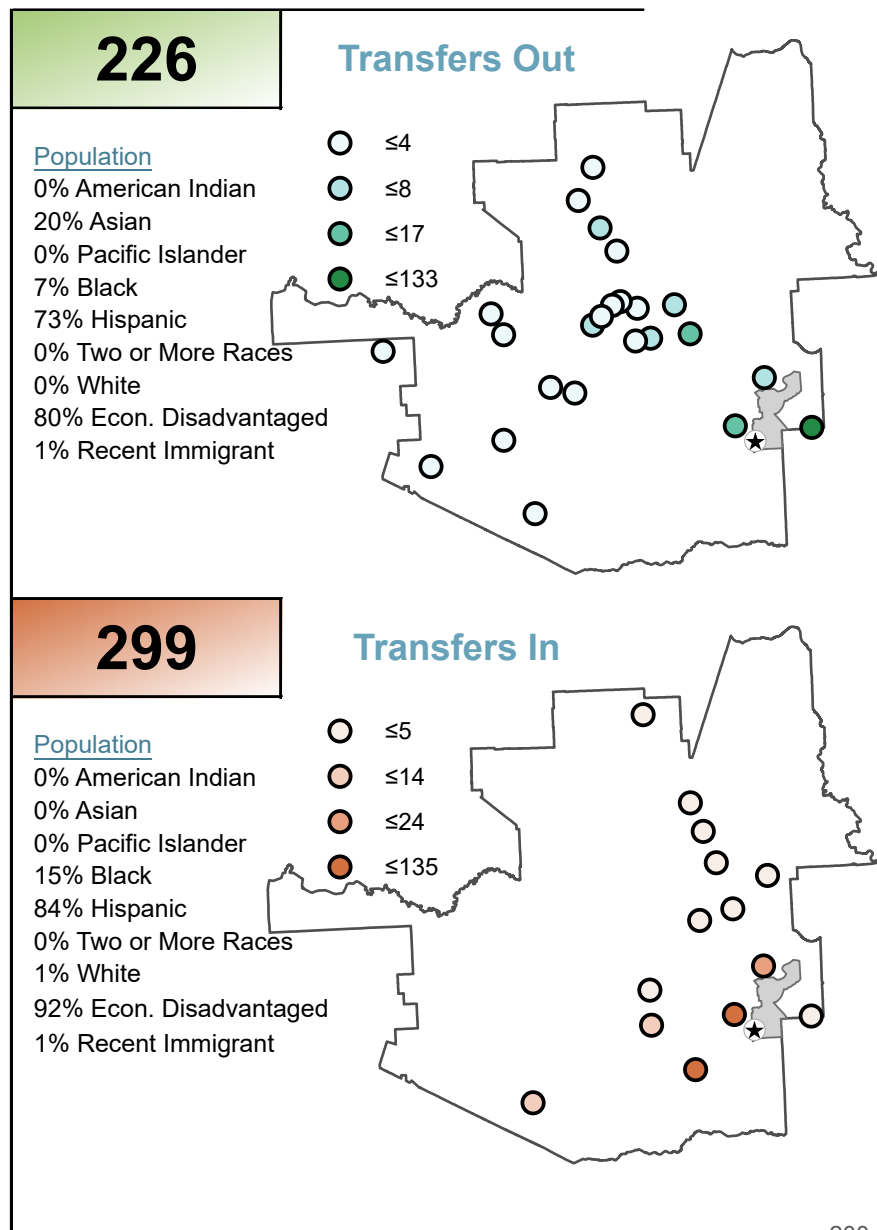 226
Transfers Out
Population
0% American Indian
20% Asian
0% Pacific Islander
7% Black
73% Hispanic
0% Two or More Races
0% White
80% Econ. Disadvantaged
1% Recent Immigrant
≤4
≤8
≤17
≤133
299
Transfers In
Population
0% American Indian
0% Asian
0% Pacific Islander
15% Black
84% Hispanic
0% Two or More Races
1% White
92% Econ. Disadvantaged
1% Recent Immigrant
≤5
≤14
≤24
≤135